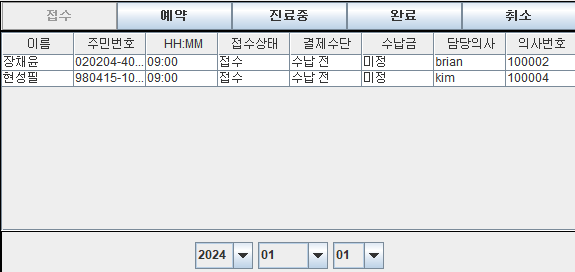 접수 예약 진료중 완료 취소
이름 주민번호 HH:MM 접수상태 결제수단 수납금 담당의사 의사번호
장채윤 020204-40... 09:00 접수 수납 전 미정 brian 100002
현성필 980415-10... 09:00 접수 수납 전 미정 kim 100004
2024 01 01